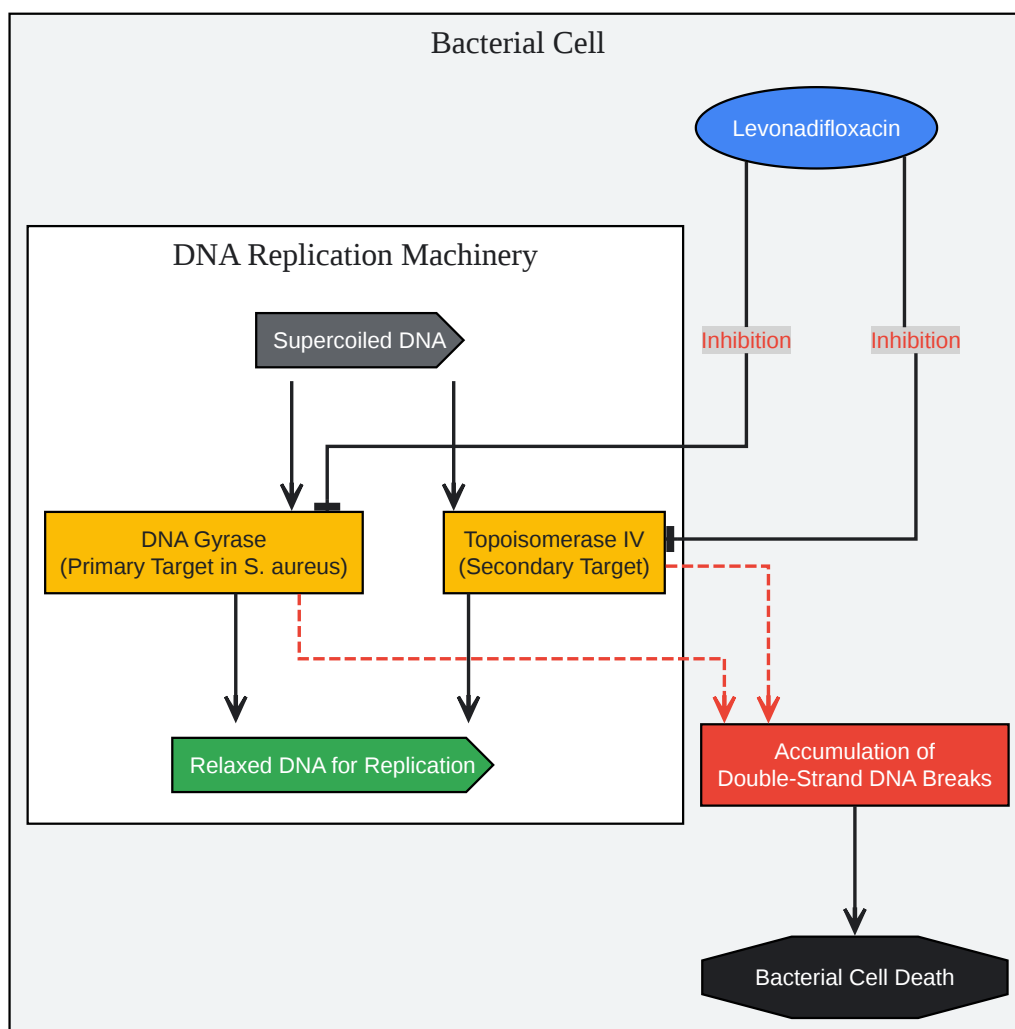 Bacterial Cell
Levonadifloxacin
DNA Replication Machinery
Supercoiled DNA
Inhibition
Inhibition
DNA Gyrase
(Primary Target in S. aureus)
Topoisomerase IV
(Secondary Target)
Relaxed DNA for Replication
Accumulation of
Double-Strand DNA Breaks
Bacterial Cell Death